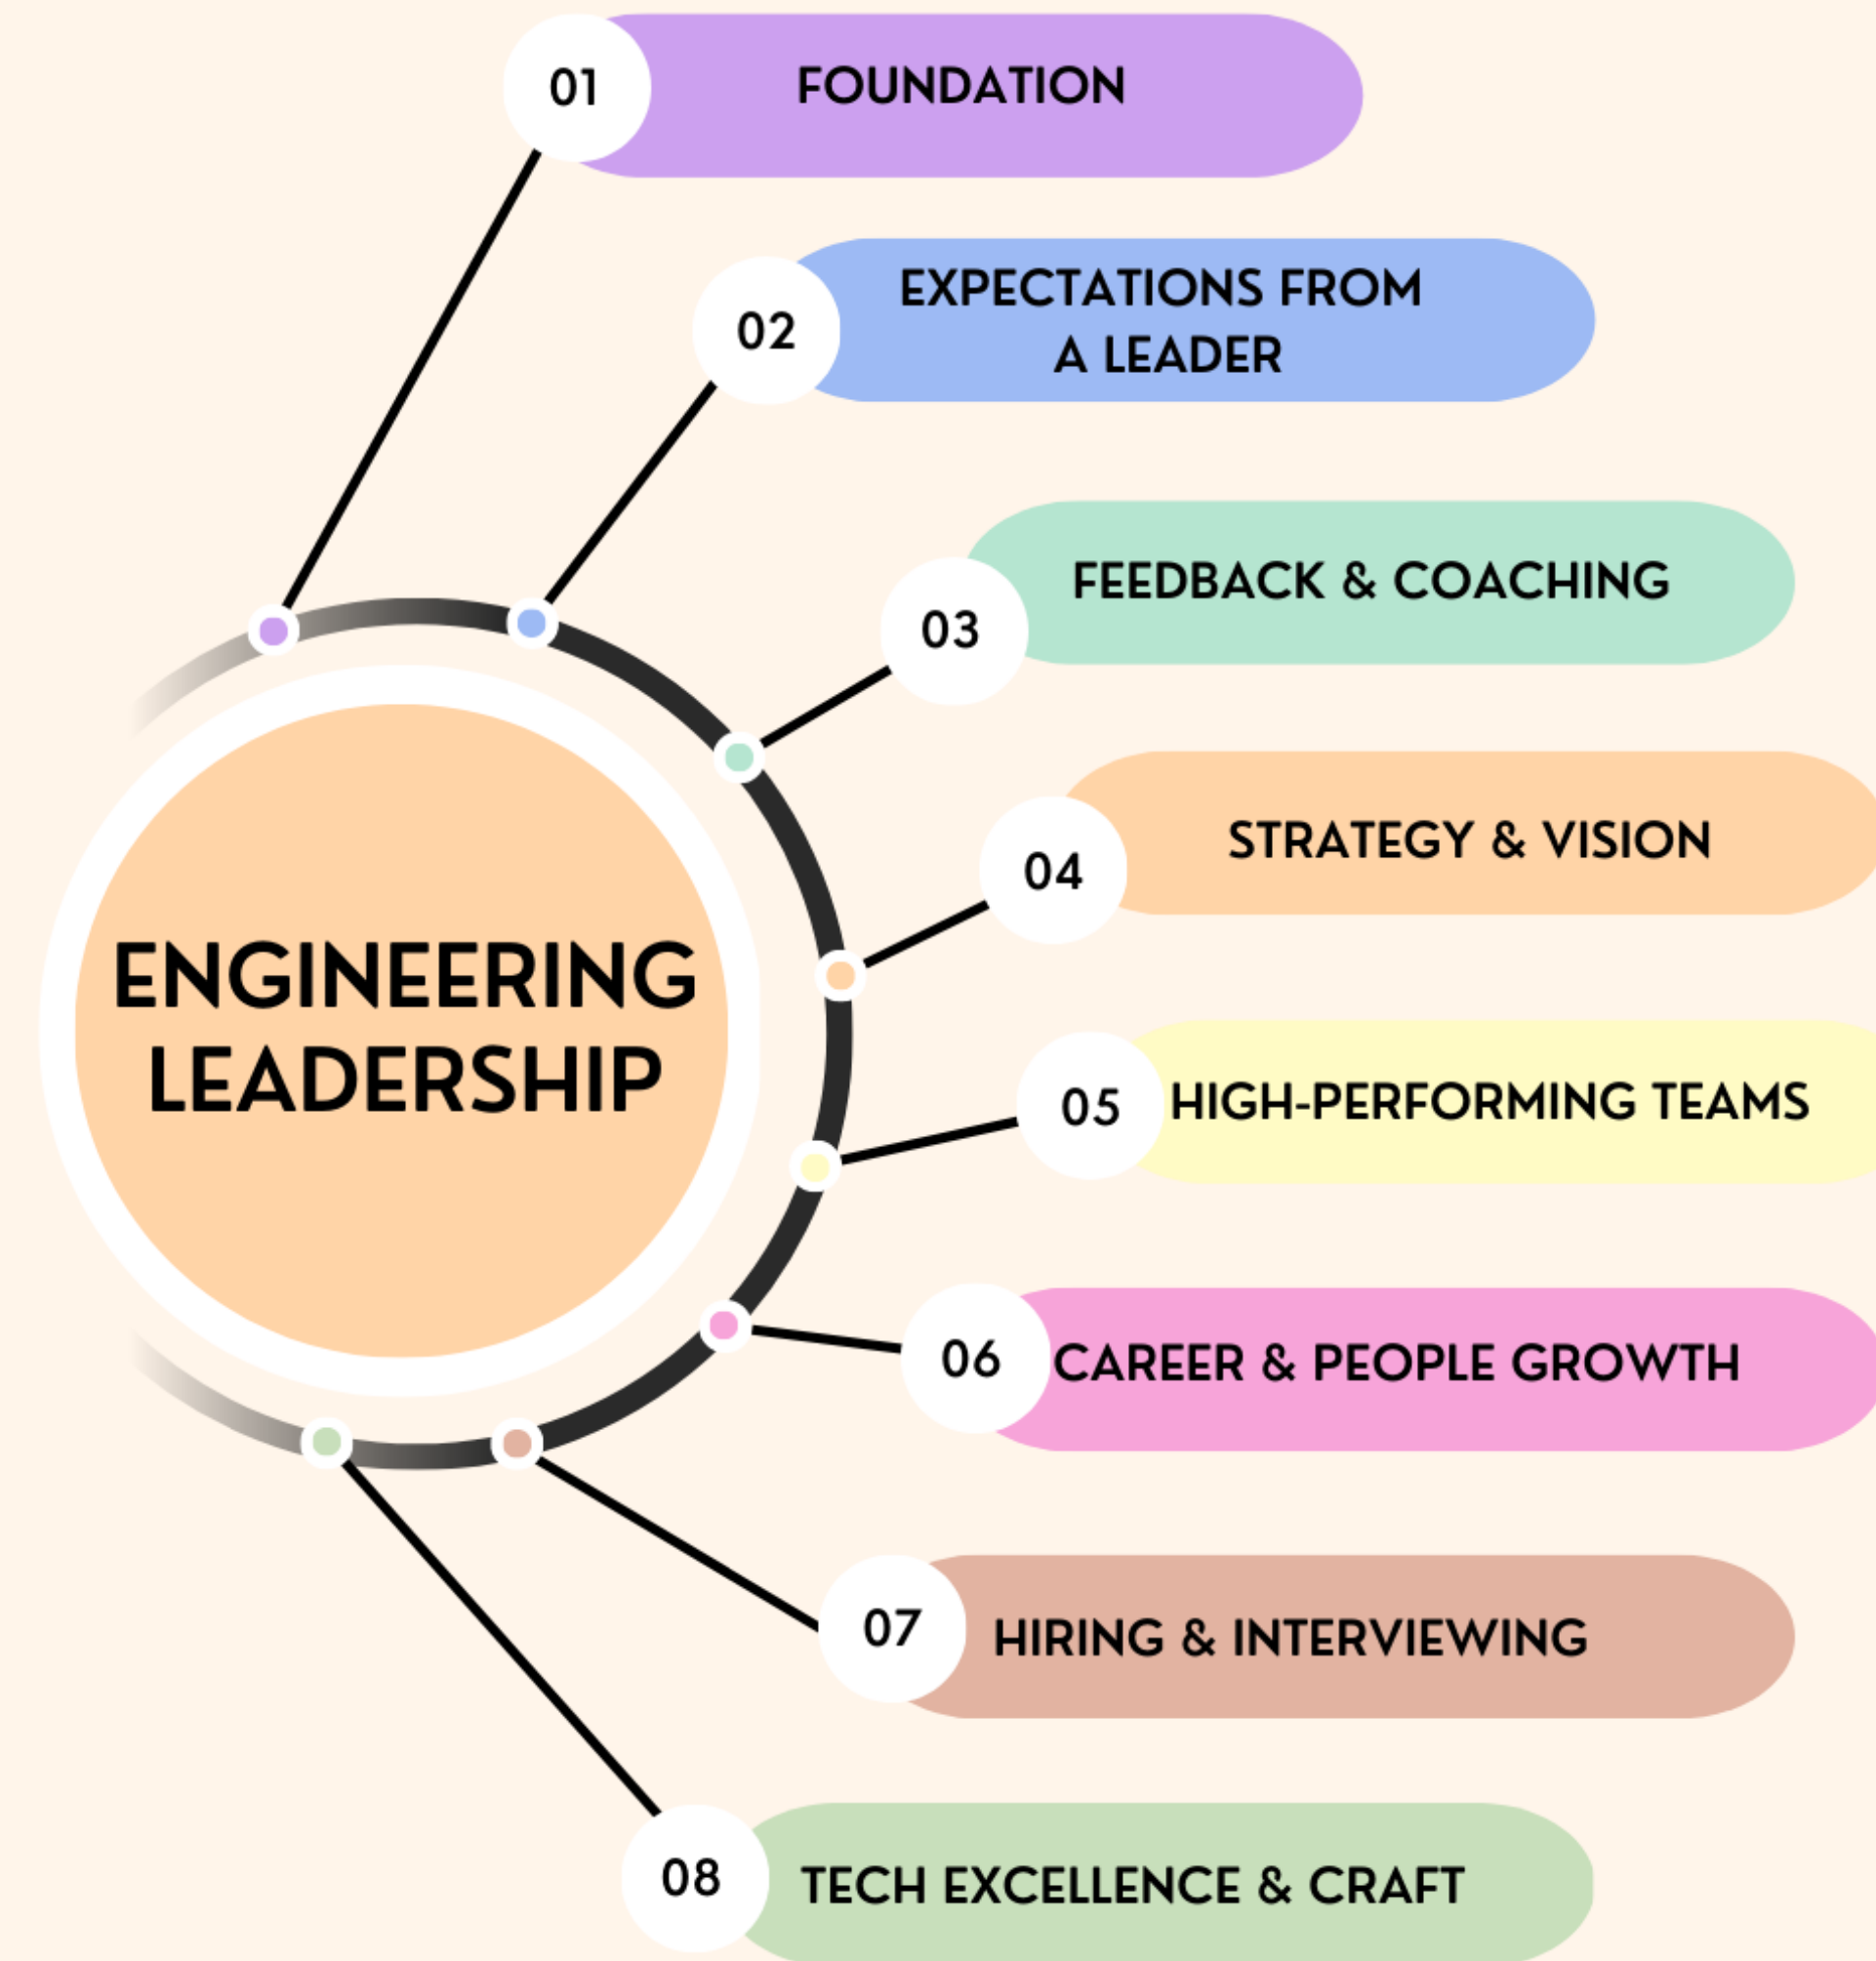 01
FOUNDATION
02
EXPECTATIONS FROM
A LEADER
03
FEEDBACK & COACHING
04
STRATEGY & VISION
ENGINEERING
LEADERSHIP
05
HIGH-PERFORMING TEAMS
06
CAREER & PEOPLE GROWTH
07
HIRING & INTERVIEWING
08
TECH EXCELLENCE & CRAFT